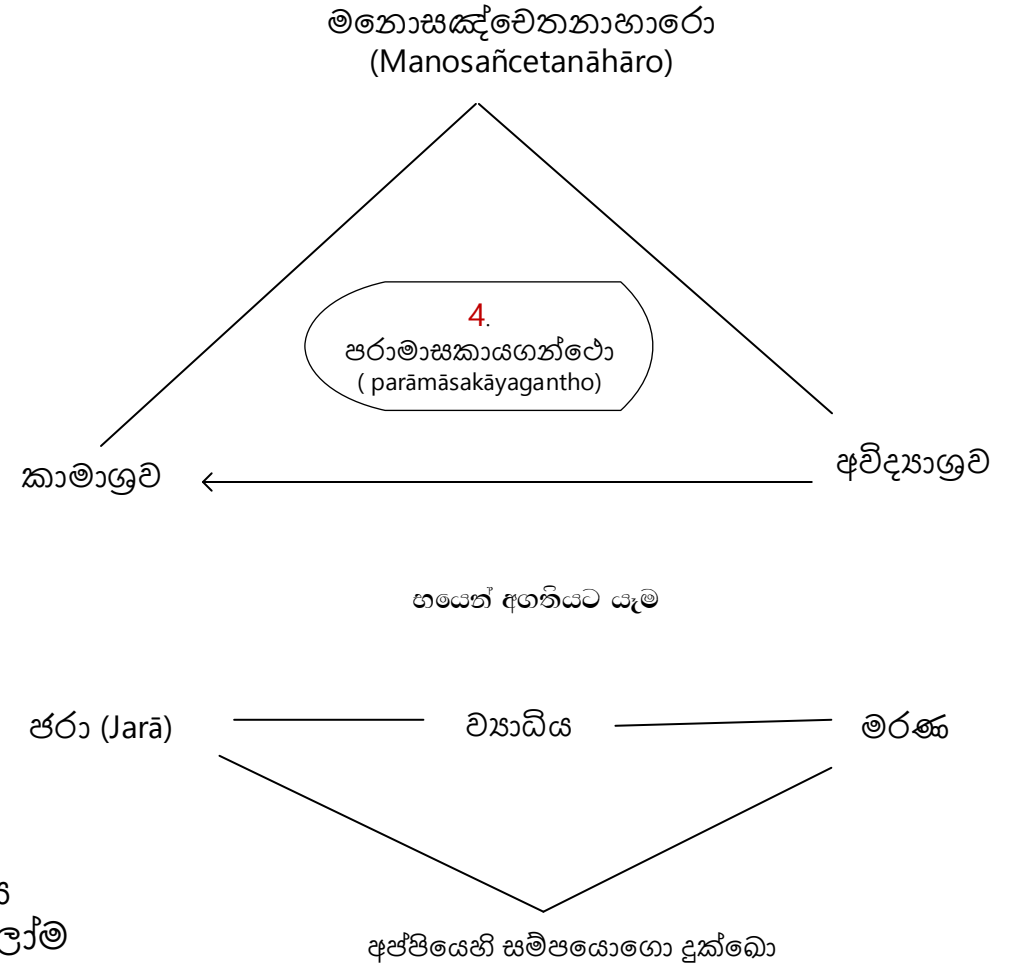 මනොසඤ්චේතනාහාරො
(Manosañcetanāhāro)
4.
පරාමාසකායගන්ථො
( parāmāsakāyagantho)
කාමාශ්‍රව
අවිද්‍යාශ්‍රව
භයෙන් අගතියට යෑම
ජරා (Jarā)
ව්‍යාධිය
මරණ
අප්පියෙහි සම්පයොගො දුක්ඛො